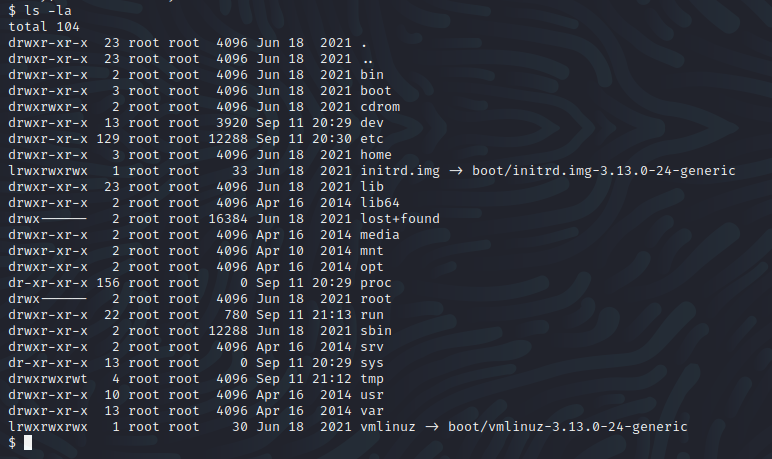 $ ls -la
total 104
drwxr-xr-x  23 root root  4096 Jun 18  2021 .
drwxr-xr-x  23 root root  4096 Jun 18  2021 ..
drwxr-xr-x   2 root root  4096 Jun 18  2021 bin
drwxr-xr-x   3 root root  4096 Jun 18  2021 boot
drwxrwxr-x   2 root root  4096 Jun 18  2021 cdrom
drwxr-xr-x  13 root root  3920 Sep 11 20:29 dev
drwxr-xr-x 129 root root 12288 Sep 11 20:30 etc
drwxr-xr-x   3 root root  4096 Jun 18  2021 home
lrwxrwxrwx   1 root root    33 Jun 18  2021 initrd.img -> boot/initrd.img-3.13.0-24-generic
drwxr-xr-x  23 root root  4096 Jun 18  2021 lib
drwxr-xr-x   2 root root  4096 Apr 16  2014 lib64
drwx------   2 root root 16384 Jun 18  2021 lost+found
drwxr-xr-x   2 root root  4096 Apr 16  2014 media
drwxr-xr-x   2 root root  4096 Apr 10  2014 mnt
drwxr-xr-x   2 root root  4096 Apr 16  2014 opt
dr-xr-xr-x 156 root root     0 Sep 11 20:29 proc
drwx------   2 root root  4096 Jun 18  2021 root
drwxr-xr-x  22 root root   780 Sep 11 21:13 run
drwxr-xr-x   2 root root 12288 Jun 18  2021 sbin
drwxr-xr-x   2 root root  4096 Apr 16  2014 srv
dr-xr-xr-x  13 root root     0 Sep 11 20:29 sys
drwxrwxrwt   4 root root  4096 Sep 11 21:12 tmp
drwxr-xr-x  10 root root  4096 Apr 16  2014 usr
drwxr-xr-x  13 root root  4096 Apr 16  2014 var
lrwxrwxrwx   1 root root    30 Jun 18  2021 vmlinuz -> boot/vmlinuz-3.13.0-24-generic
$